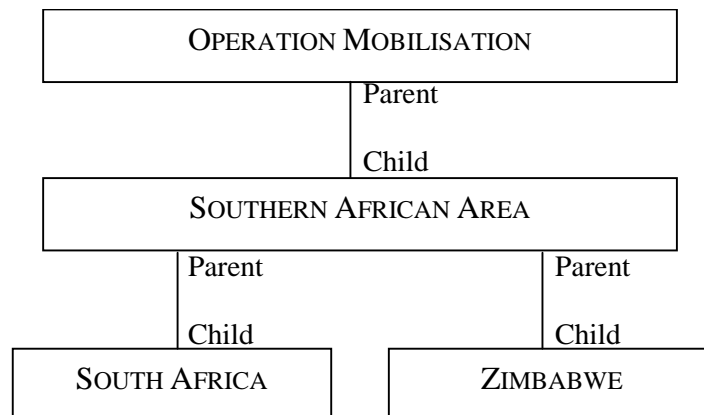 OPERATION MOBILISATION
Parent
Child
SOUTHERN AFRICAN AREA
Parent Parent
Child Child
SOUTH AFRICA ZIMBABWE